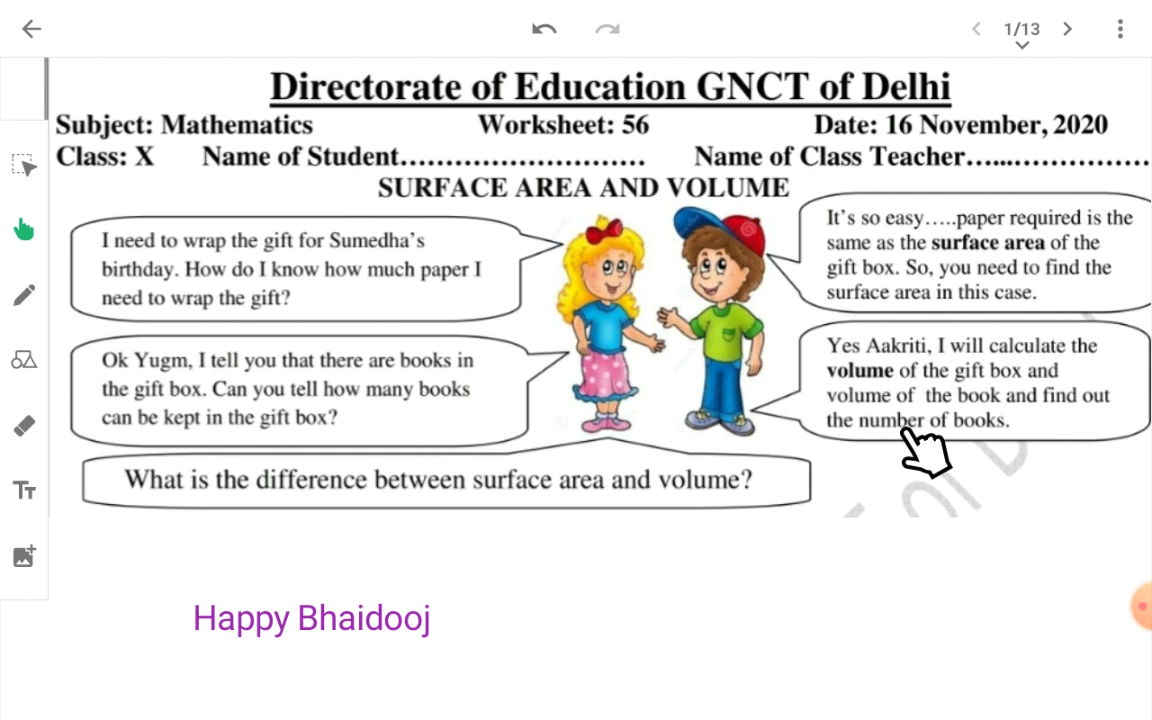 1/13
Directorate of Education GNCT of Delhi
Subject: Mathematics Worksheet: 56 Date: 16 November, 2020
Class: X Name of Student………………………… Name of Class Teacher…...……………
SURFACE AREA AND VOLUME
I need to wrap the gift for Sumedha's
birthday. How do I know how much paper I
need to wrap the gift?
It's so easy…..paper required is the
same as the surface area of the
gift box. So, you need to find the
surface area in this case.
Ok Yugm, I tell you that there are books in
the gift box. Can you tell how many books
can be kept in the gift box?
Yes Aakriti, I will calculate the
volume of the gift box and
volume of the book and find out
the number of books.
What is the difference between surface area and volume?
Happy Bhaidooj